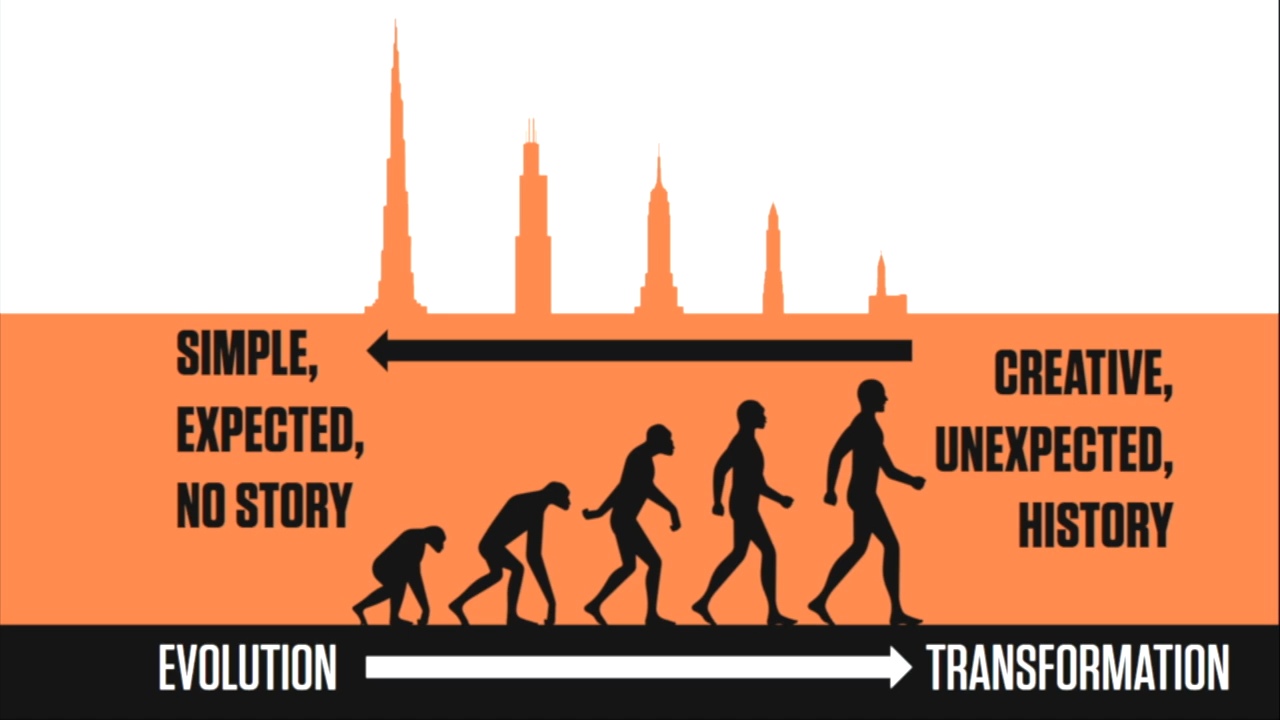 SIMPLE,
EXPECTED,
NO STORY
CREATIVE,
UNEXPECTED,
HISTORY
EVOLUTION
TRANSFORMATION